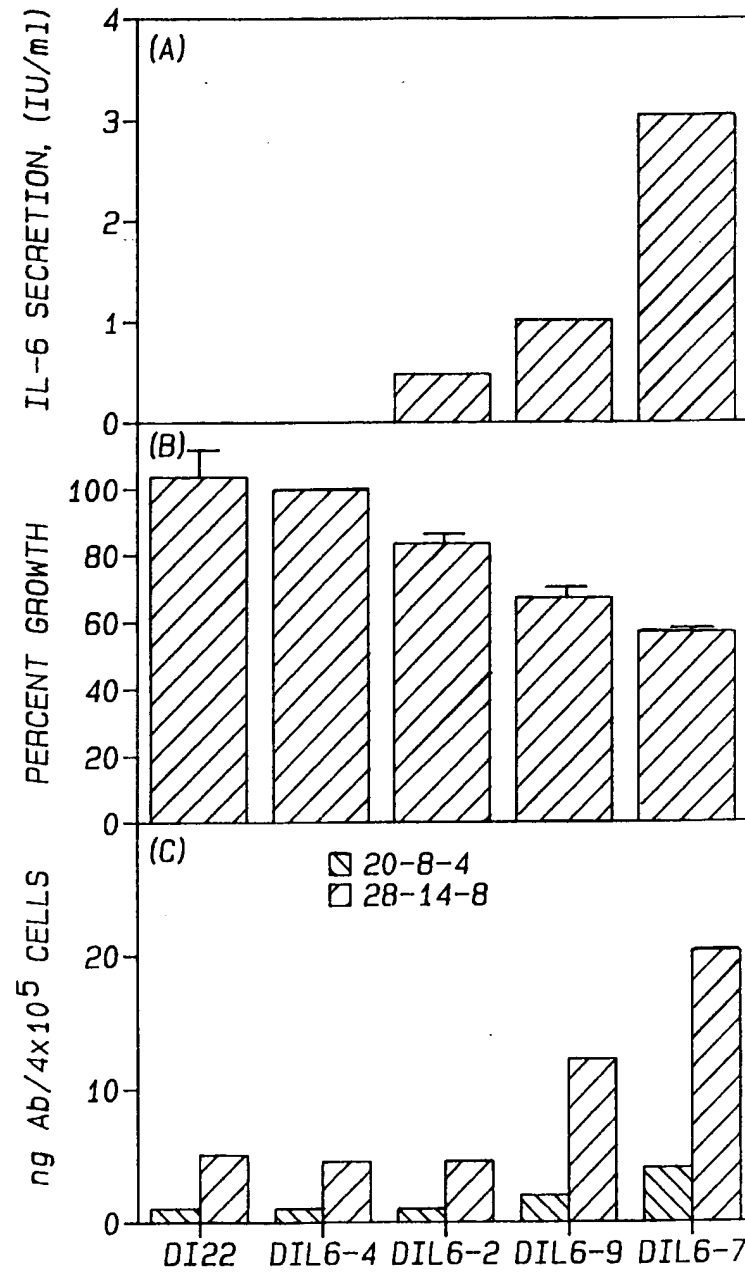 (A)
IL-6 SECRETION, (IU/ml)
4
3
2
1
0
(B)
PERCENT GROWTH
100
80
60
40
20
0
(C)
20-8-4
28-14-8
ng Ab/4x10⁵ CELLS
20
10
0
DI22 DIL6-4 DIL6-2 DIL6-9 DIL6-7